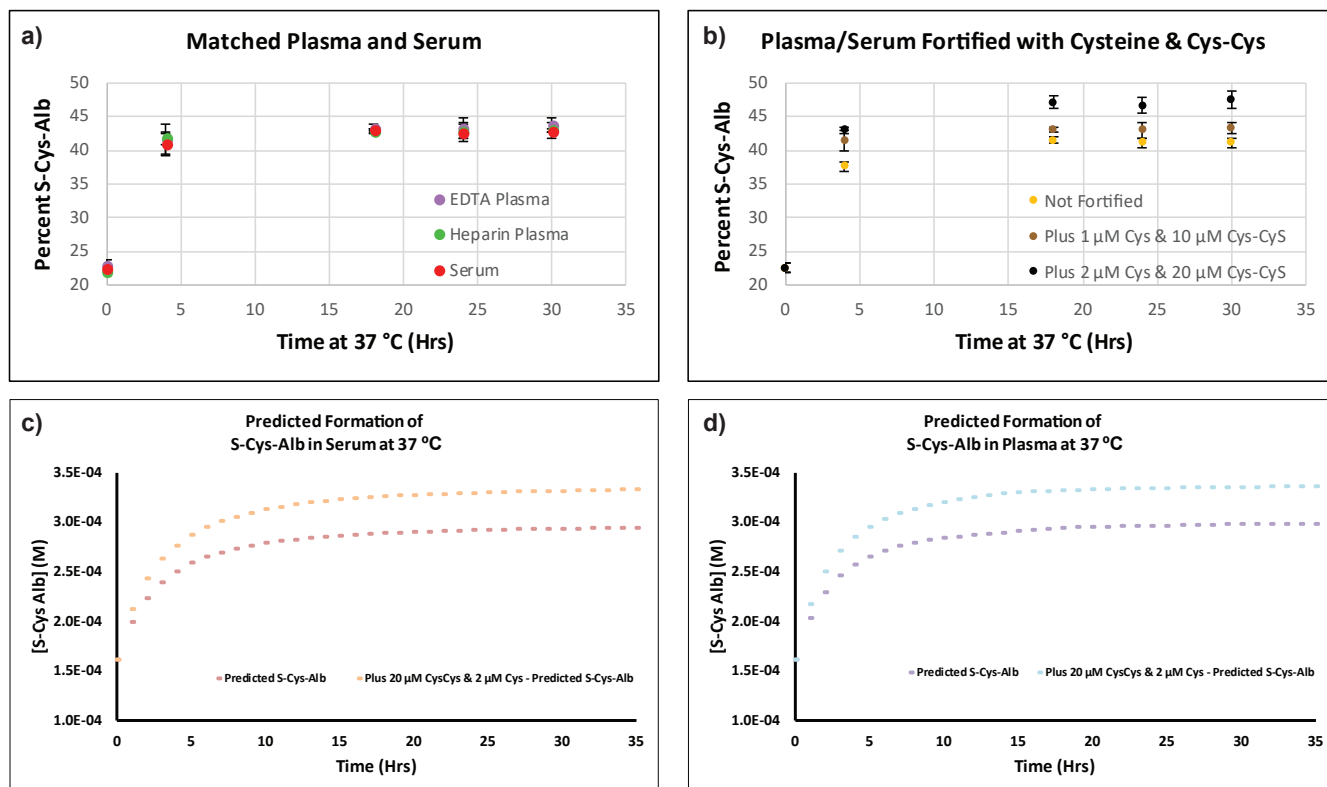 a)
Matched Plasma and Serum
Percent S-Cys-Alb
50
45
40
35
30
25
20
EDTA Plasma
Heparin Plasma
Serum
0 5 10 15 20 25 30 35
Time at 37 °C (Hrs)
b)
Plasma/Serum Fortified with Cysteine & Cys-Cys
Percent S-Cys-Alb
50
45
40
35
30
25
20
Not Fortified
Plus 1 µM Cys & 10 µM Cys-CyS
Plus 2 µM Cys & 20 µM Cys-CyS
0 5 10 15 20 25 30 35
Time at 37 °C (Hrs)
c)
Predicted Formation of
S-Cys-Alb in Serum at 37 °C
[S-Cys Alb] (M)
3.5E-04
3.0E-04
2.5E-04
2.0E-04
1.5E-04
1.0E-04
Predicted S-Cys-Alb
Plus 20 µM CysCys & 2 µM Cys - Predicted S-Cys-Alb
0 5 10 15 20 25 30 35
Time (Hrs)
d)
Predicted Formation of
S-Cys-Alb in Plasma at 37 °C
[S-Cys Alb] (M)
3.5E-04
3.0E-04
2.5E-04
2.0E-04
1.5E-04
1.0E-04
Predicted S-Cys-Alb
Plus 20 µM CysCys & 2 µM Cys - Predicted S-Cys-Alb
0 5 10 15 20 25 30 35
Time (Hrs)